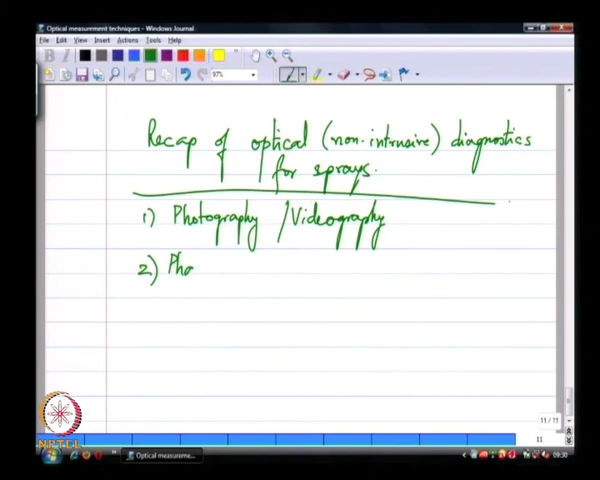 Optical measurement techniques - Windows Journal
File Edit View Insert Actions Tools Help
97%
Recap of optical (non-intrusive) diagnostics
for sprays.
1) Photography / Videography
2) Pho
11 / 11
11
NPTEL
Optical measureme...
09:30